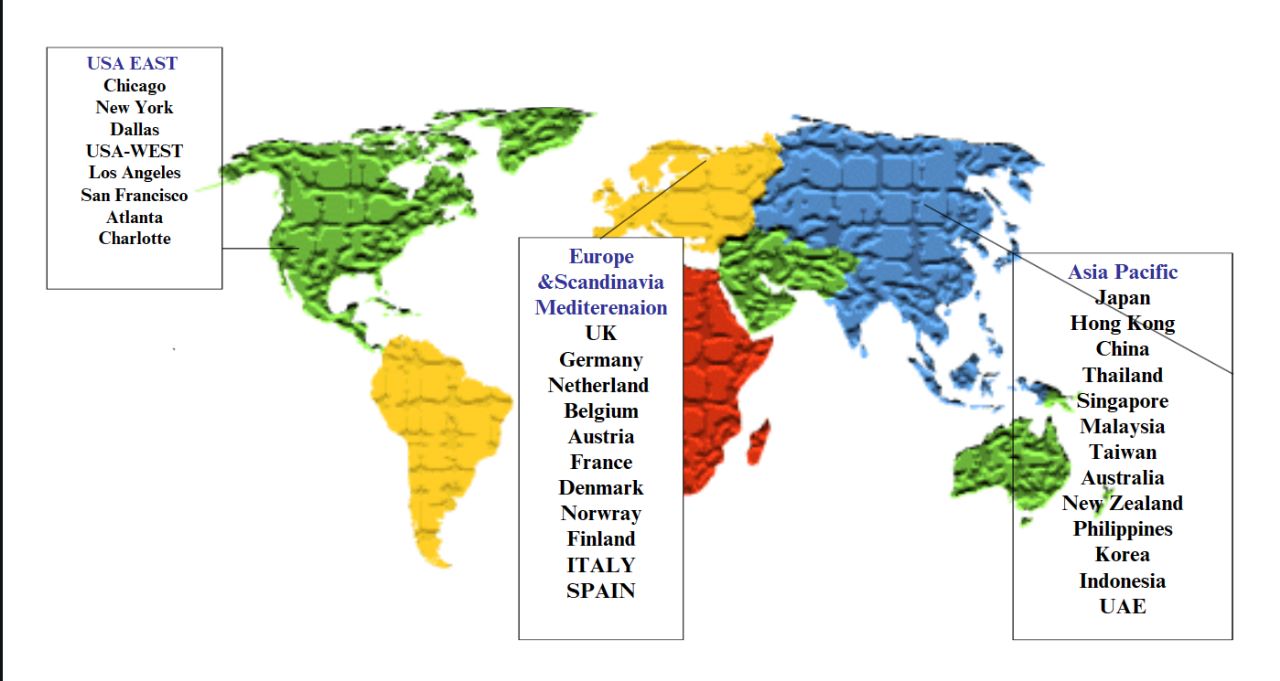 USA EAST
Chicago
New York
Dallas
USA-WEST
Los Angeles
San Francisco
Atlanta
Charlotte
Europe
&Scandinavia
Mediterenaion
UK
Germany
Netherland
Belgium
Austria
France
Denmark
Norwray
Finland
ITALY
SPAIN
Asia Pacific
Japan
Hong Kong
China
Thailand
Singapore
Malaysia
Taiwan
Australia
New Zealand
Philippines
Korea
Indonesia
UAE